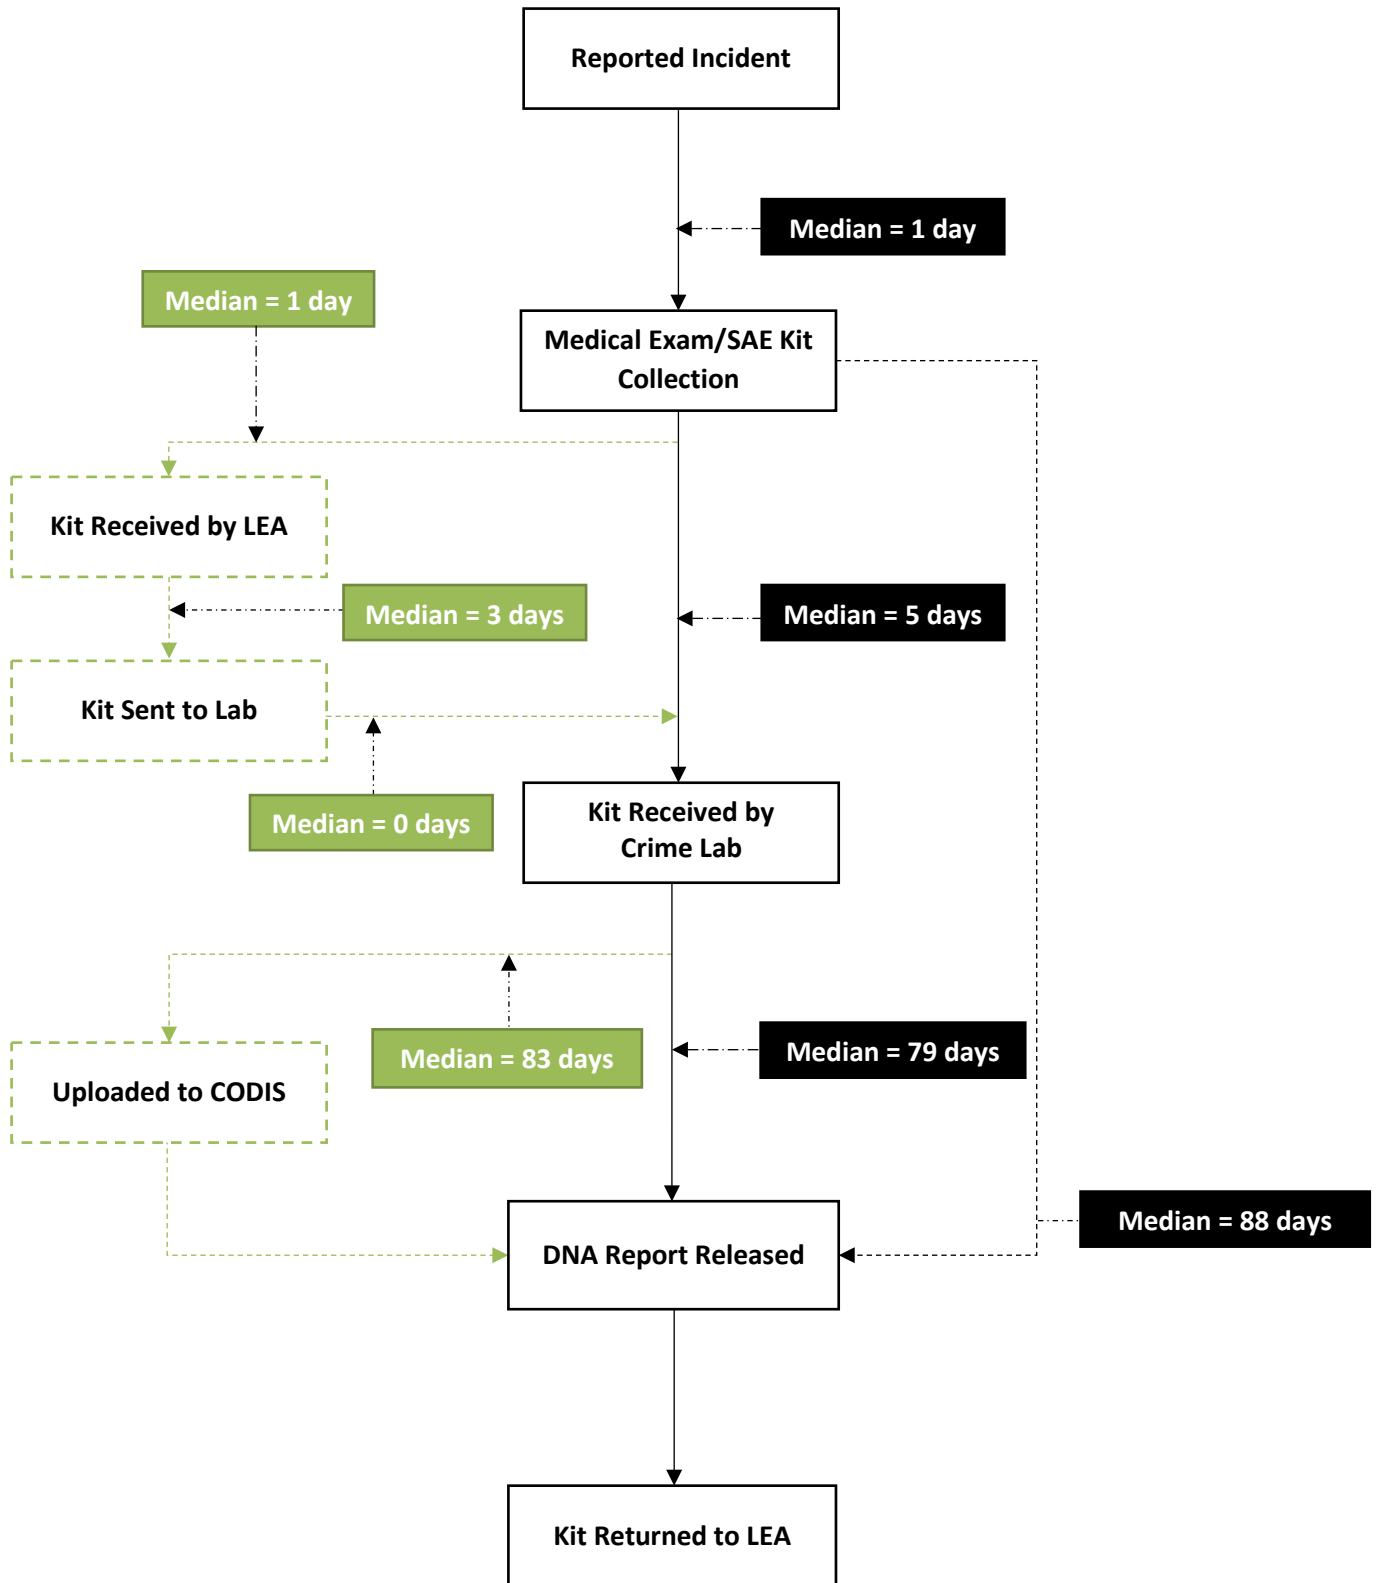 Reported Incident
Median = 1 day
Median = 1 day
Medical Exam/SAE Kit
Collection
Kit Received by LEA
Median = 3 days
Median = 5 days
Kit Sent to Lab
Median = 0 days
Kit Received by
Crime Lab
Median = 83 days
Median = 79 days
Uploaded to CODIS
Median = 88 days
DNA Report Released
Kit Returned to LEA